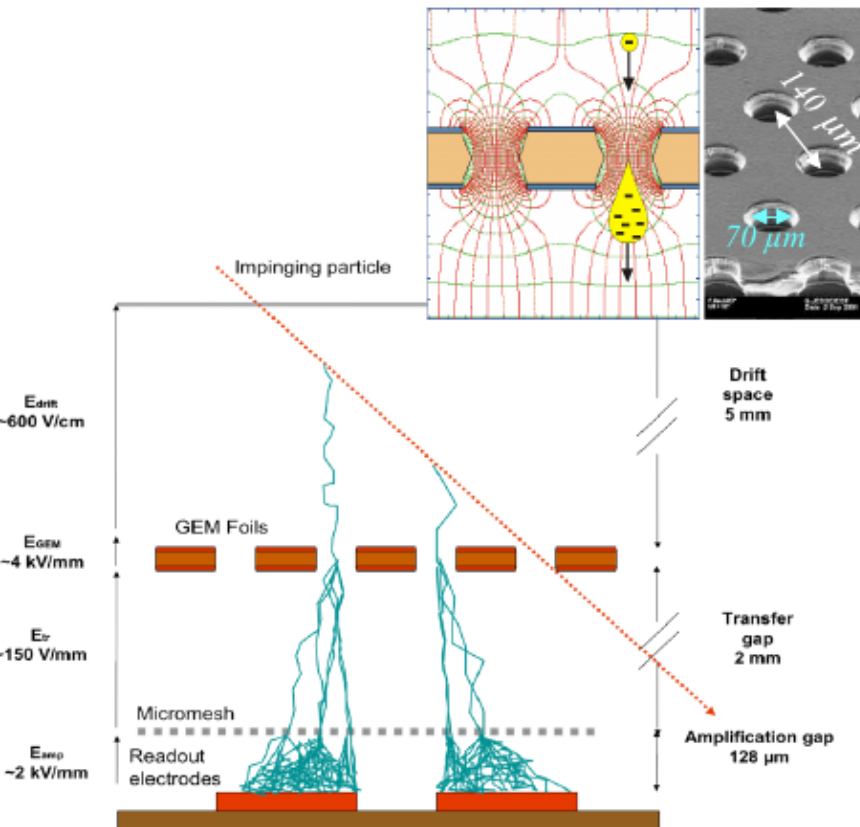 140 μm
70 μm
Impinging particle
Drift
space
5 mm
Edrift
~600 V/cm
GEM Foils
EGEM
~4 kV/mm
Etr
~150 V/mm
Transfer
gap
2 mm
Micromesh
Amplification gap
128 μm
Eamp
~2 kV/mm
Readout
electrodes